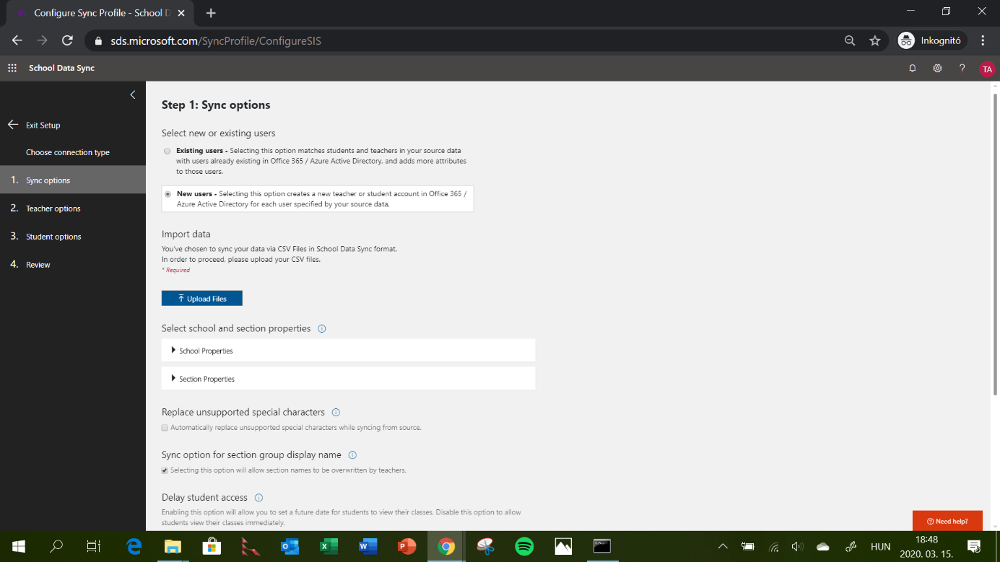 Configure Sync Profile - School D
sds.microsoft.com/SyncProfile/ConfigureSIS
Inkognitó
School Data Sync
TA
Exit Setup
Choose connection type
1. Sync options
2. Teacher options
3. Student options
4. Review
Step 1: Sync options
Select new or existing users
Existing users - Selecting this option matches students and teachers in your source data
with users already existing in Office 365 / Azure Active Directory, and adds more attributes
to those users.
New users - Selecting this option creates a new teacher or student account in Office 365 /
Azure Active Directory for each user specified by your source data.
Import data
You've chosen to sync your data via CSV Files in School Data Sync format.
In order to proceed, please upload your CSV files.
* Required
Upload Files
Select school and section properties
School Properties
Section Properties
Replace unsupported special characters
Automatically replace unsupported special characters while syncing from source.
Sync option for section group display name
Selecting this option will allow section names to be overwritten by teachers.
Delay student access
Enabling this option will allow you to set a future date for students to view their classes. Disable this option to allow
students view their classes immediately.
Need help?
HUN
18:48
2020. 03. 15.